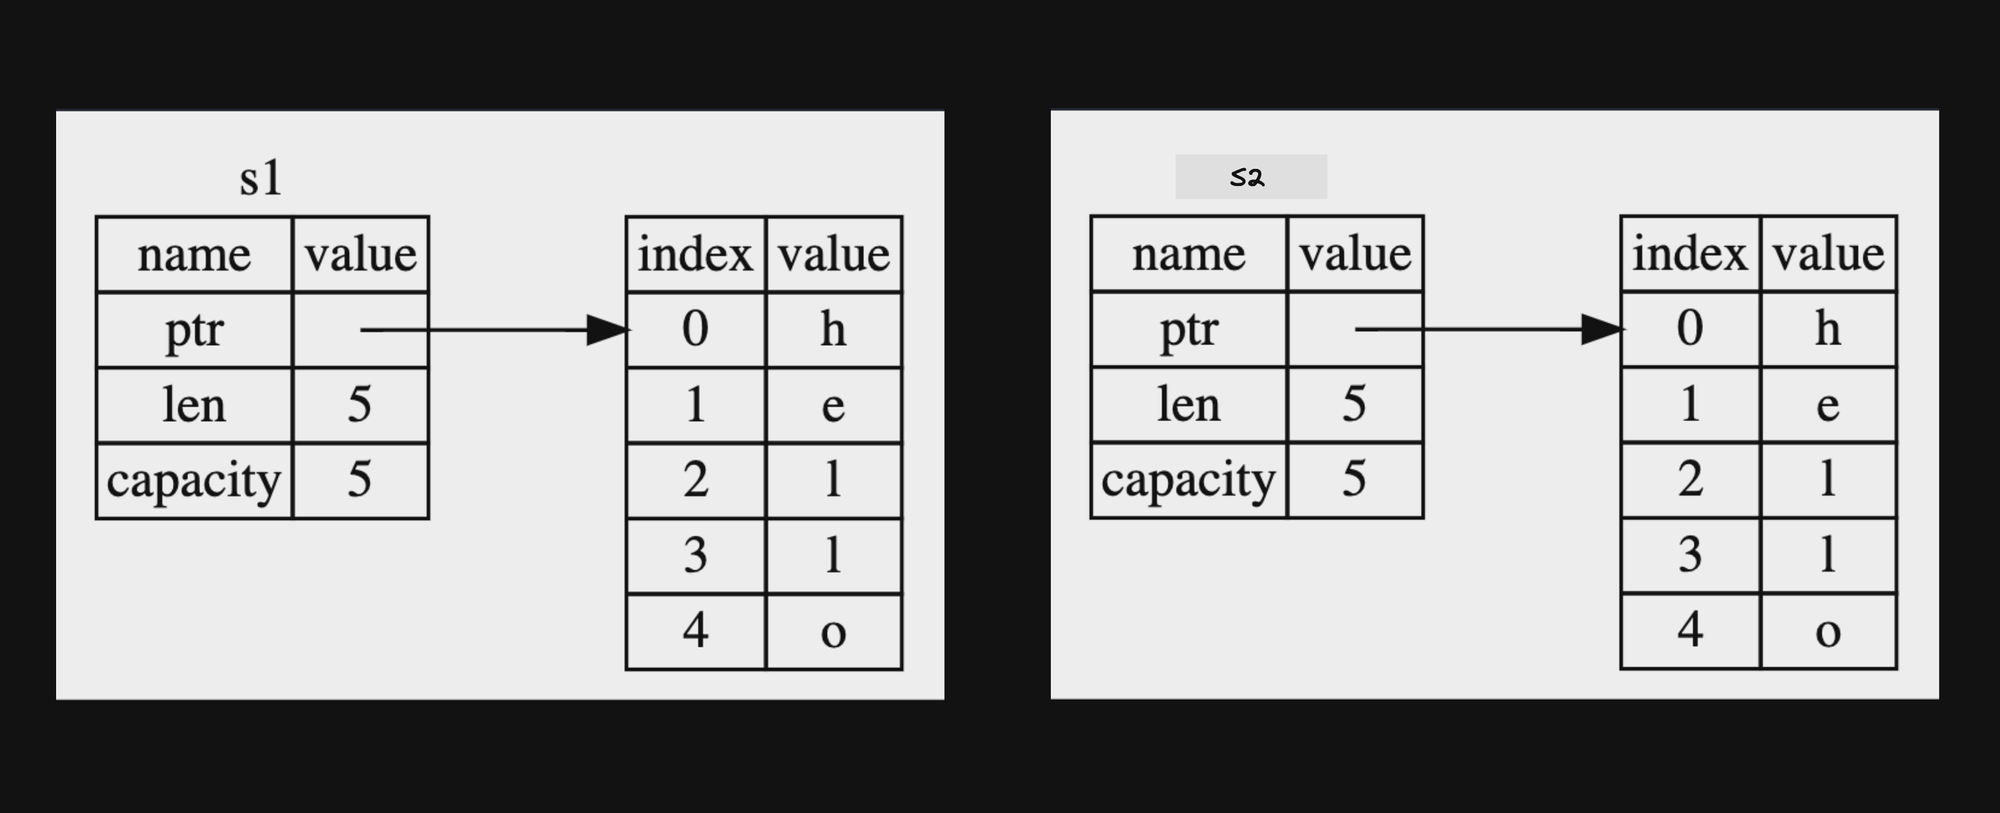 s1
name value
ptr
len 5
capacity 5
index value
0 h
1 e
2 l
3 l
4 o
s2
name value
ptr
len 5
capacity 5
index value
0 h
1 e
2 l
3 l
4 o